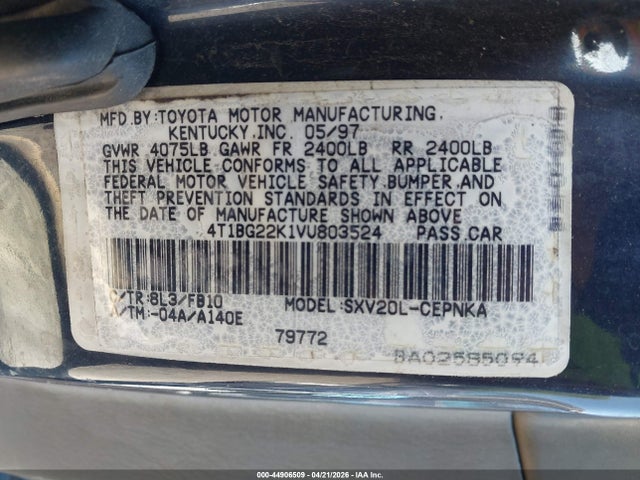 MFD.BY:TOYOTA MOTOR MANUFACTURING,
KENTUCKY,INC. 05/97
GVWR 4075LB GAWR FR 2400LB RR 2400LB
THIS VEHICLE CONFORMS TO ALL APPLICABLE
FEDERAL MOTOR VEHICLE SAFETY,BUMPER,AND
THEFT PREVENTION STANDARDS IN EFFECT ON
THE DATE OF MANUFACTURE SHOWN ABOVE
4T1BG22K1VU803524 PASS.CAR
C/TR:8L3/FB10 MODEL:SXV20L-CEPNKA
A/TM:-04A/A140E
79772
BA02585094
000-44906509 - 04/21/2026 - IAA Inc.